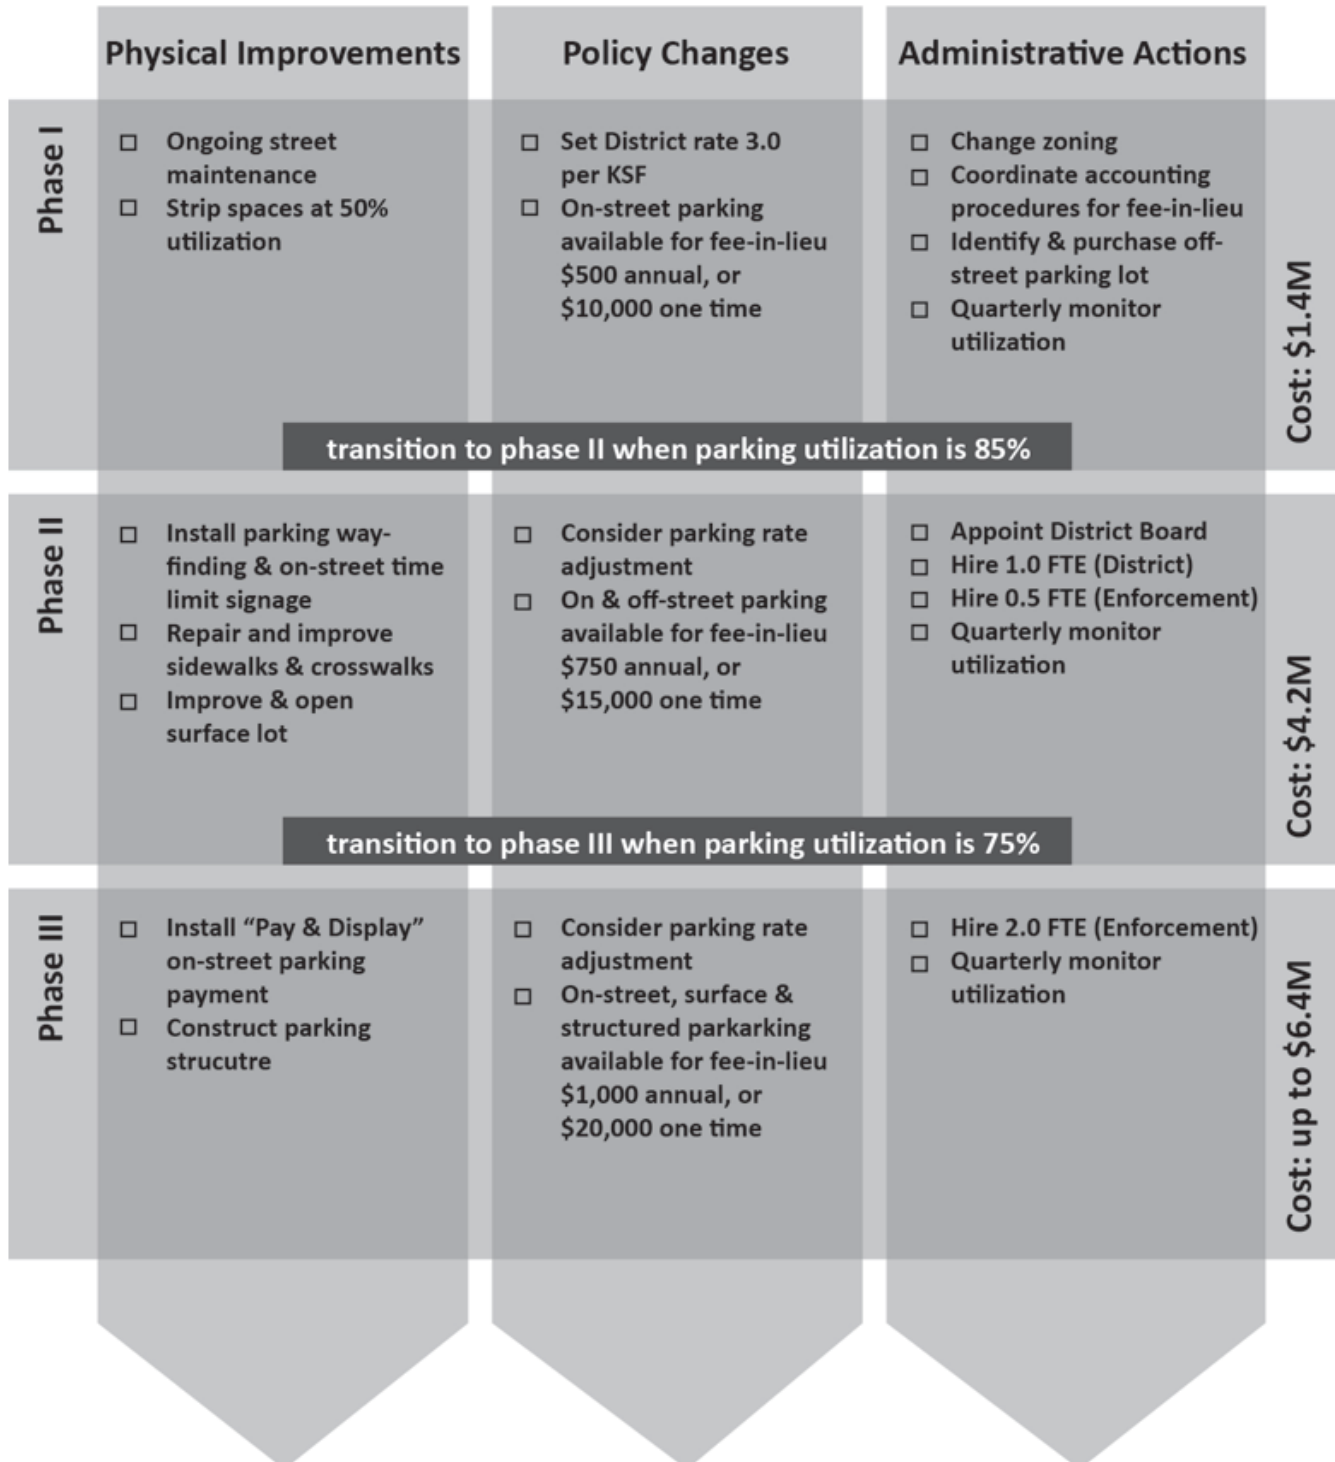 Physical Improvements
Policy Changes
Administrative Actions
Phase I
Ongoing street
maintenance
Strip spaces at 50%
utilization
Set District rate 3.0
per KSF
On-street parking
available for fee-in-lieu
$500 annual, or
$10,000 one time
Change zoning
Coordinate accounting
procedures for fee-in-lieu
Identify & purchase off-
street parking lot
Quarterly monitor
utilization
Cost: $1.4M
transition to phase II when parking utilization is 85%
Phase II
Install parking way-
finding & on-street time
limit signage
Repair and improve
sidewalks & crosswalks
Improve & open
surface lot
Consider parking rate
adjustment
On & off-street parking
available for fee-in-lieu
$750 annual, or
$15,000 one time
Appoint District Board
Hire 1.0 FTE (District)
Hire 0.5 FTE (Enforcement)
Quarterly monitor
utilization
Cost: $4.2M
transition to phase III when parking utilization is 75%
Phase III
Install “Pay & Display”
on-street parking
payment
Construct parking
strucutre
Consider parking rate
adjustment
On-street, surface &
structured parkarking
available for fee-in-lieu
$1,000 annual, or
$20,000 one time
Hire 2.0 FTE (Enforcement)
Quarterly monitor
utilization
Cost: up to $6.4M